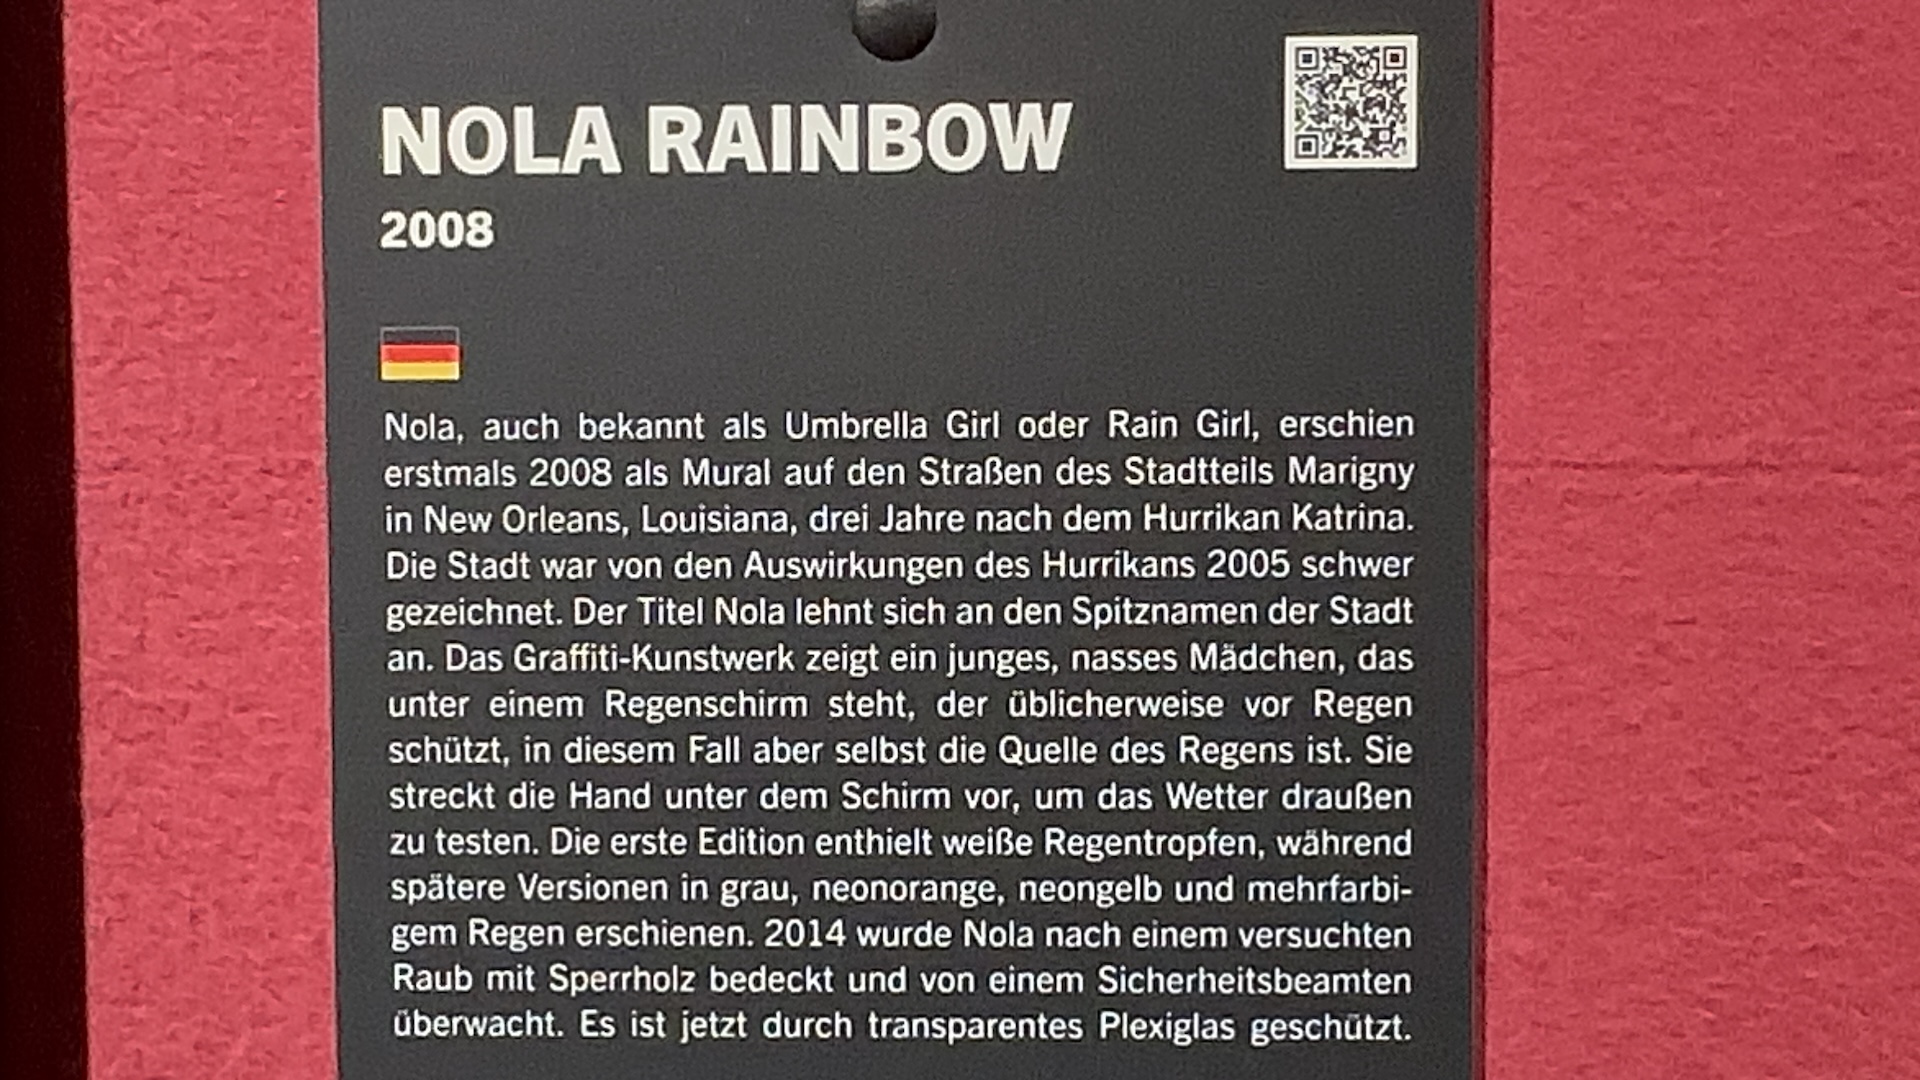 NOLA RAINBOW
2008
Nola, auch bekannt als Umbrella Girl oder Rain Girl, erschien
erstmals 2008 als Mural auf den Straßen des Stadtteils Marigny
in New Orleans, Louisiana, drei Jahre nach dem Hurrikan Katrina.
Die Stadt war von den Auswirkungen des Hurrikans 2005 schwer
gezeichnet. Der Titel Nola lehnt sich an den Spitznamen der Stadt
an. Das Graffiti-Kunstwerk zeigt ein junges, nasses Mädchen, das
unter einem Regenschirm steht, der üblicherweise vor Regen
schützt, in diesem Fall aber selbst die Quelle des Regens ist. Sie
streckt die Hand unter dem Schirm vor, um das Wetter draußen
zu testen. Die erste Edition enthielt weiße Regentropfen, während
spätere Versionen in grau, neonorange, neongelb und mehrfarbi-
gem Regen erschienen. 2014 wurde Nola nach einem versuchten
Raub mit Sperrholz bedeckt und von einem Sicherheitsbeamten
überwacht. Es ist jetzt durch transparentes Plexiglas geschützt.